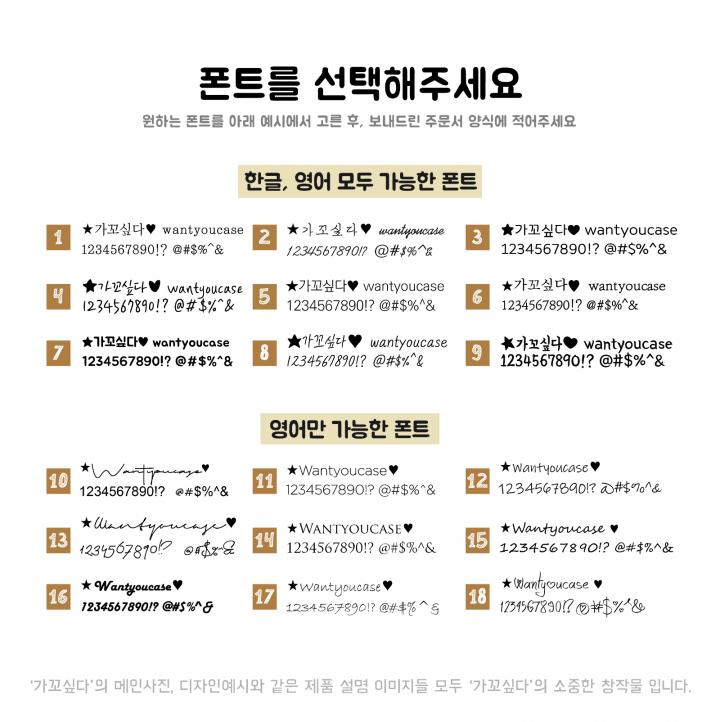 폰트를 선택해주세요
원하는 폰트를 아래 예시에서 고른 후, 보내드린 주문서 양식에 적어주세요
한글, 영어 모두 가능한 폰트
1 ★가꼬싶다♥ wantyoucase
1234567890!? @#$%^&
2 ★가꼬싶다♥ wantyoucase
1234567890!? @#$%^&
3 ★가꼬싶다♥ wantyoucase
1234567890!? @#$%^&
4 ★가꼬싶다♥ wantyoucase
1234567890!? @#$%^&
5 ★가꼬싶다♥ wantyoucase
1234567890!? @#$%^&
6 ★가꼬싶다♥ wantyoucase
1234567890!? @#$%^&
7 ★가꼬싶다♥ wantyoucase
1234567890!? @#$%^&
8 ★가꼬싶다♥ wantyoucase
1234567890!? @#$%^&
9 ★가꼬싶다♥ wantyoucase
1234567890!? @#$%^&
영어만 가능한 폰트
10 ★Wantyoucase♥
1234567890!? @#$%^&
11 ★Wantyoucase♥
1234567890!? @#$%^&
12 ★Wantyoucase♥
1234567890!? @#$%^&
13 ★Wantyoucase♥
1234567890!? @#$%^&
14 ★Wantyoucase♥
1234567890!? @#$%^&
15 ★Wantyoucase♥
1234567890!? @#$%^&
16 ★Wantyoucase♥
1234567890!? @#$%^&
17 ★Wantyoucase♥
1234567890!? @#$%^&
18 ★Wantyoucase♥
1234567890!? @#$%^&
‘가꼬싶다’의 메인사진, 디자인예시와 같은 제품 설명 이미지들 모두 ‘가꼬싶다’의 소중한 창작물 입니다.